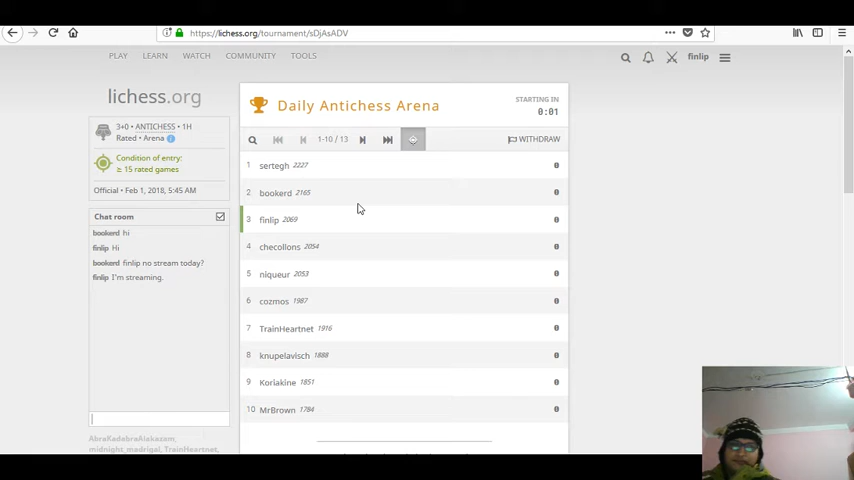 https://lichess.org/tournament/sDjAsADV
PLAY LEARN WATCH COMMUNITY TOOLS finlip
lichess.org
3+0 • ANTICHESS • 1H
Rated • Arena
Condition of entry:
≥ 15 rated games
Official • Feb 1, 2018, 5:45 AM
Chat room
bookerd hi
finlip Hi
bookerd finlip no stream today?
finlip I'm streaming.
AbraKadebraAlakazam,
midnight_madrigal, TrainHeartnet,
Daily Antichess Arena
STARTING IN
0:01
1-10 / 13
WITHDRAW
1 sertegh 2227 0
2 bookerd 2165 0
3 finlip 2069 0
4 checollons 2054 0
5 niqueur 2053 0
6 cozmos 1987 0
7 TrainHeartnet 1916 0
8 knupelavisch 1888 0
9 Koriakine 1851 0
10 MrBrown 1784 0